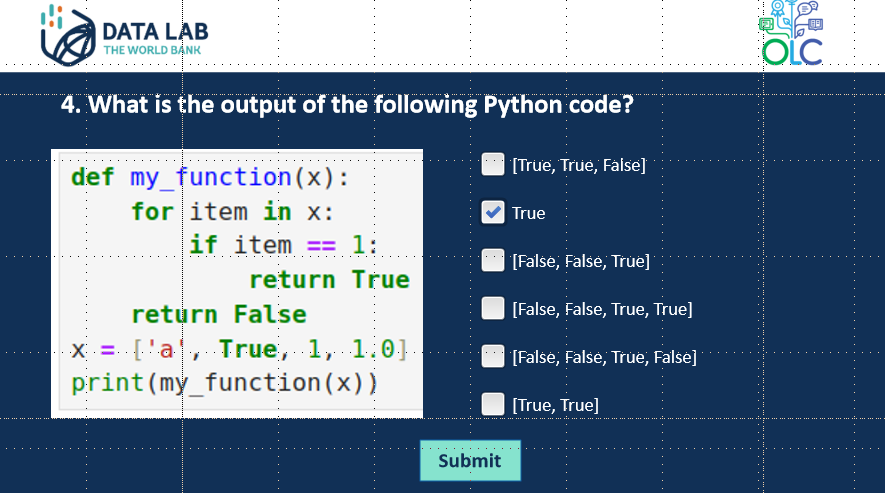 DATA LAB
THE WORLD BANK
OLC
4. What is the output of the following Python code?
def my_function(x):
    for item in x:
        if item == 1:
            return True
    return False
x = ['a', True, 1, 1.0]
print(my_function(x))
[True, True, False]
True
[False, False, True]
[False, False, True, True]
[False, False, True, False]
[True, True]
Submit